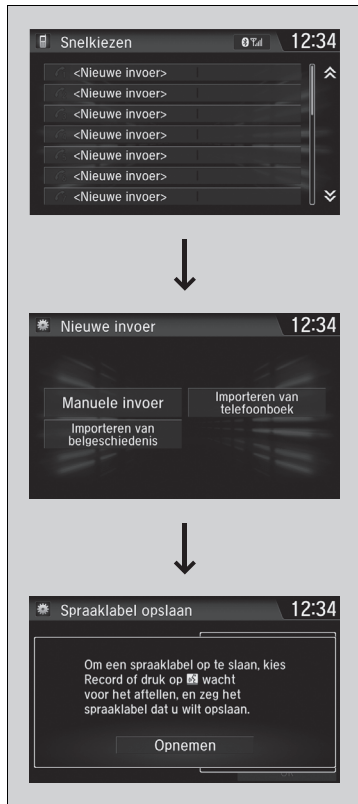 Snelkiezen 12:34
<Nieuwe invoer>
<Nieuwe invoer>
<Nieuwe invoer>
<Nieuwe invoer>
<Nieuwe invoer>
<Nieuwe invoer>
<Nieuwe invoer>
Nieuwe invoer 12:34
Manuele invoer
Importeren van
telefoonboek
Importeren van
belgeschiedenis
Spraaklabel opslaan 12:34
Om een spraaklabel op te slaan, kies
Record of druk op wacht
voor het aftellen, en zeg het
spraaklabel dat u wilt opslaan.
Opnemen